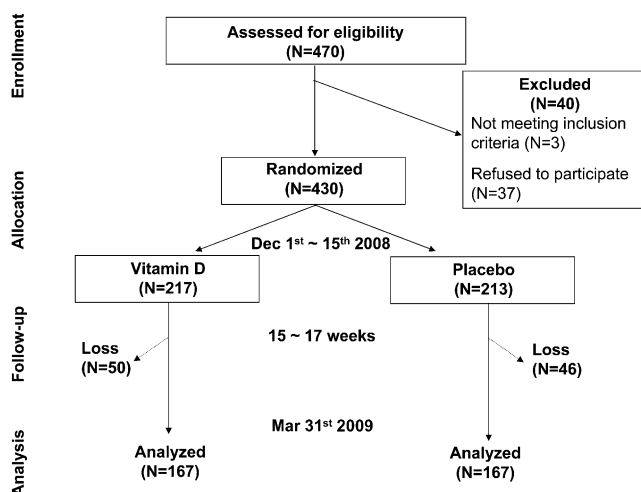 Enrollment
Assessed for eligibility
(N=470)
Excluded
(N=40)
Not meeting inclusion
criteria (N=3)
Refused to participate
(N=37)
Allocation
Randomized
(N=430)
Dec 1st ~ 15th 2008
Vitamin D
(N=217)
Placebo
(N=213)
Follow-up
15 ~ 17 weeks
Loss
(N=50)
Loss
(N=46)
Analysis
Mar 31st 2009
Analyzed
(N=167)
Analyzed
(N=167)